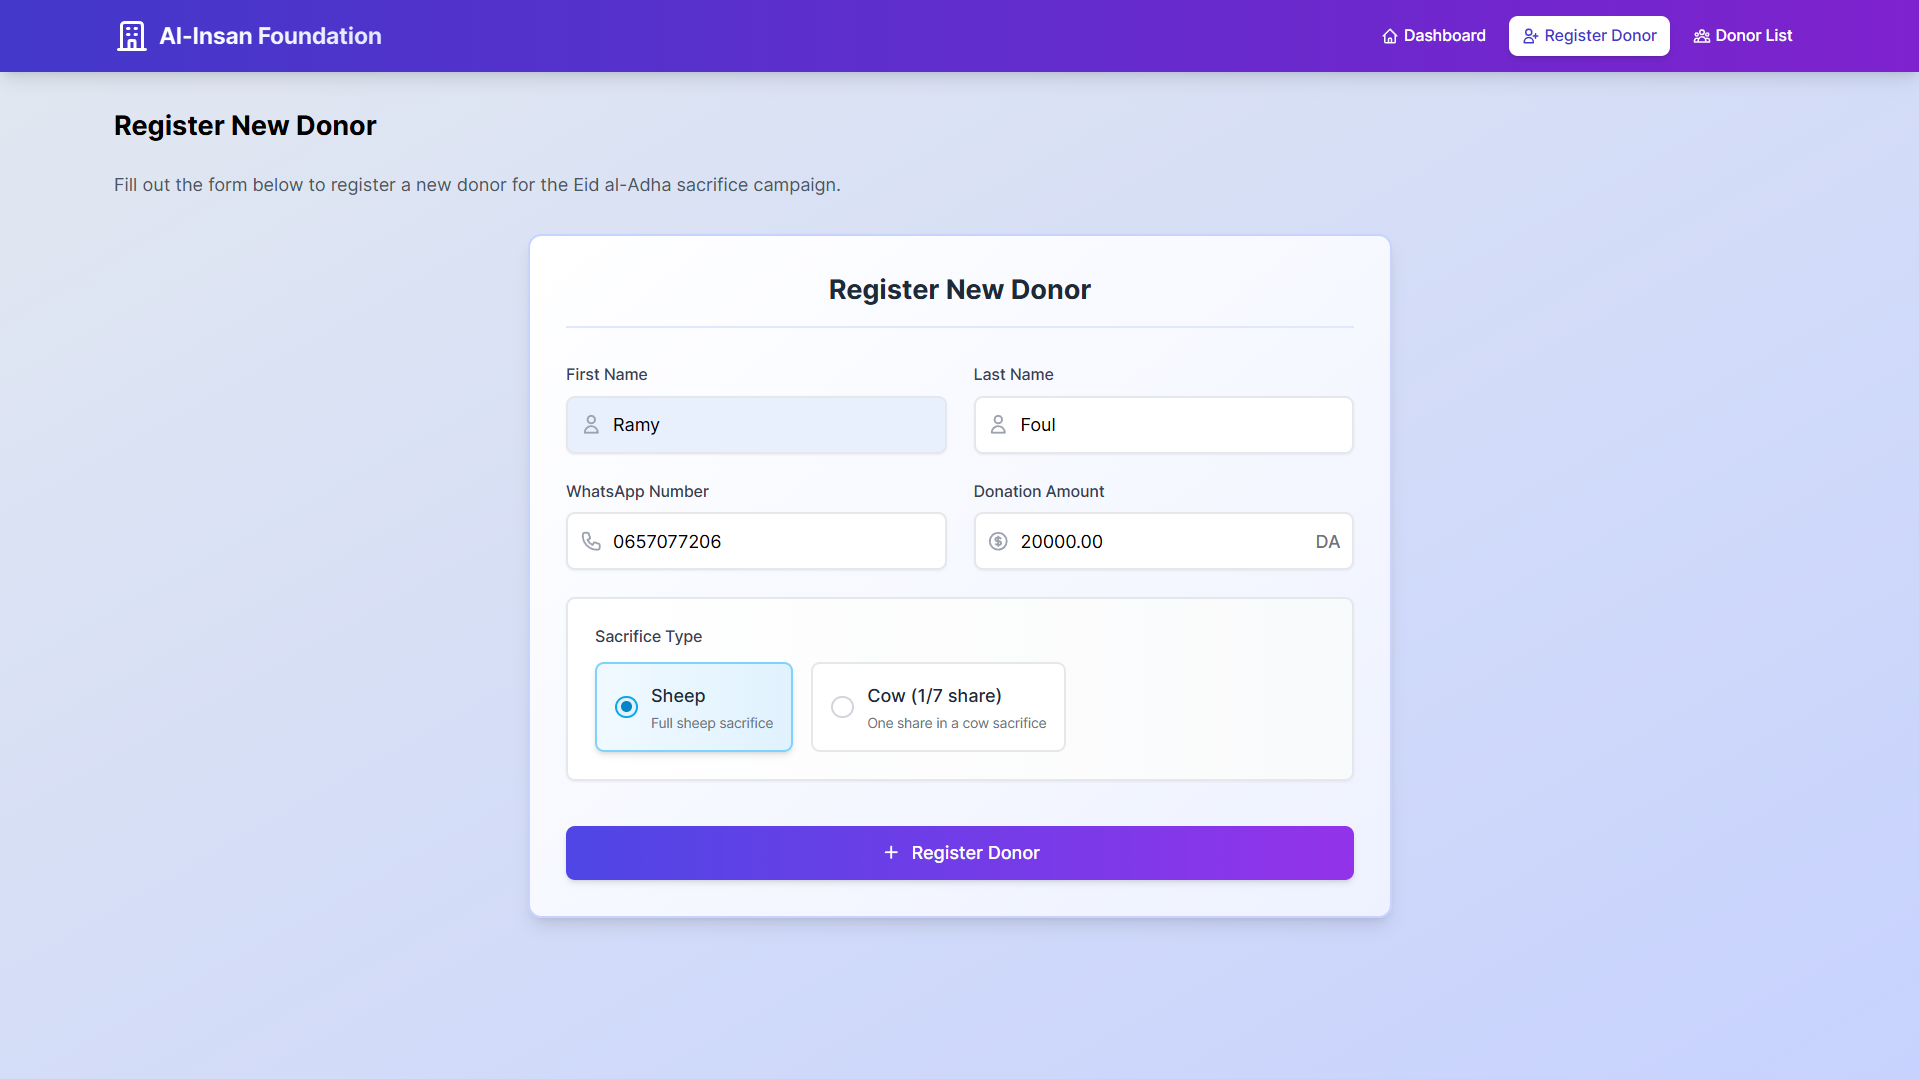 Al-Insan Foundation
Dashboard
Register Donor
Donor List
Register New Donor
Fill out the form below to register a new donor for the Eid al-Adha sacrifice campaign.
Register New Donor
First Name
Last Name
Ramy
Foul
WhatsApp Number
Donation Amount
0657077206
20000.00 DA
Sacrifice Type
Sheep
Full sheep sacrifice
Cow (1/7 share)
One share in a cow sacrifice
+ Register Donor